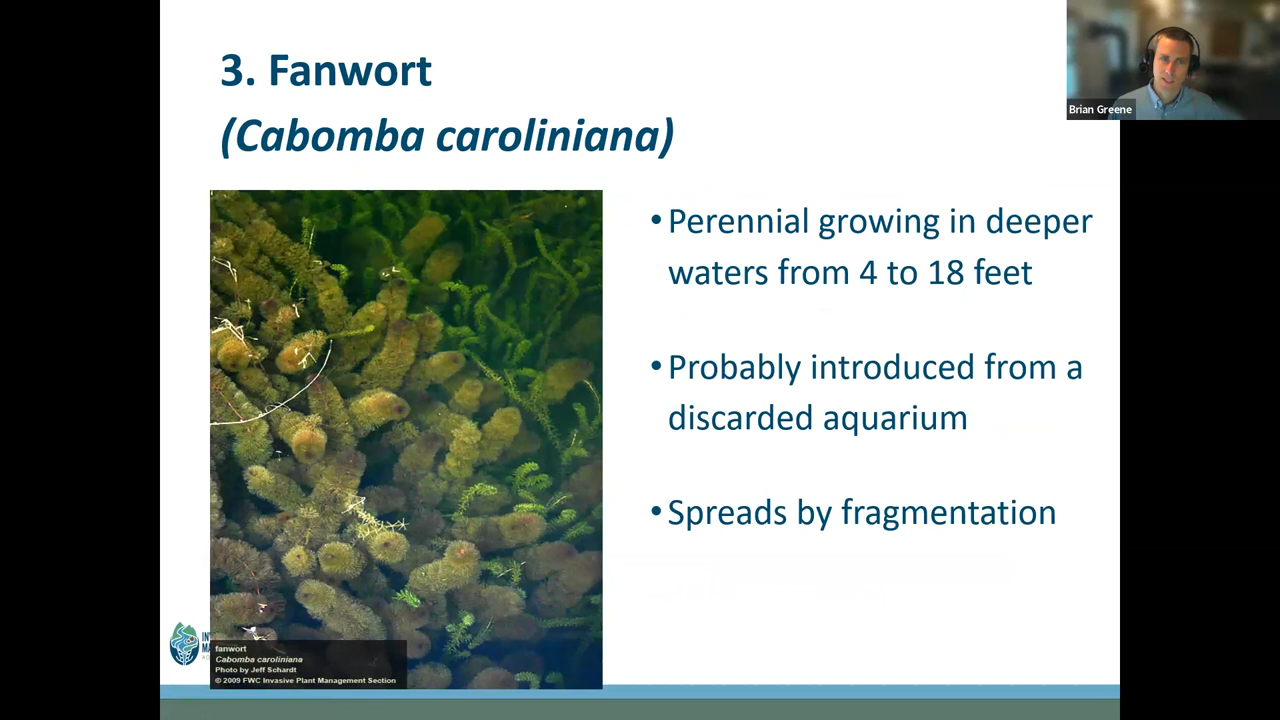 3. Fanwort
(Cabomba caroliniana)
Brian Greene
•Perennial growing in deeper
waters from 4 to 18 feet
•Probably introduced from a
discarded aquarium
•Spreads by fragmentation
fanwort
Cabomba caroliniana
Photo by Jeff Schardt
© 2009 FWC Invasive Plant Management Section